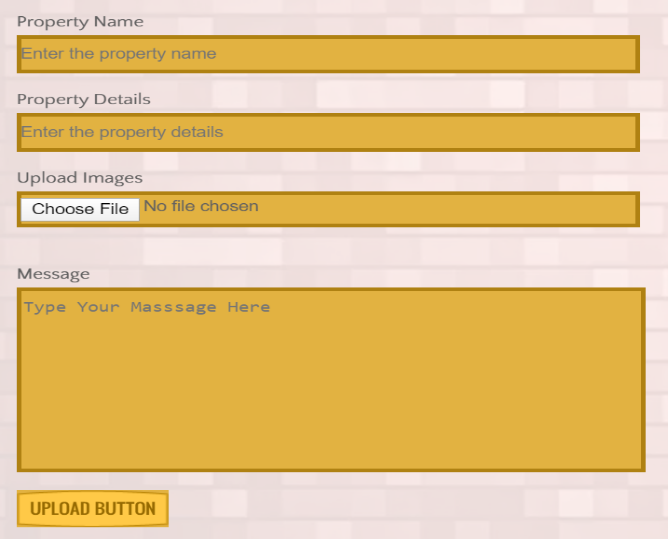 Property Name
Enter the property name
Property Details
Enter the property details
Upload Images
Choose File No file chosen
Message
Type Your Masssage Here
UPLOAD BUTTON